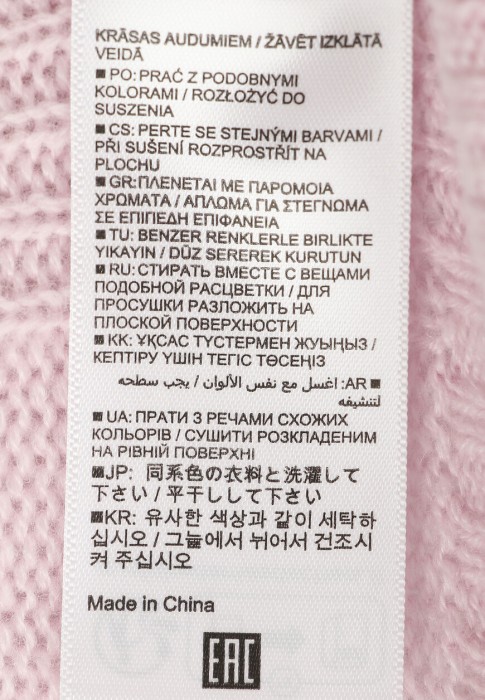 KRĀSAS AUDUMIEM / ŽĀVĒT IZKLĀTĀ
VEIDĀ
■ PO: PRAĆ Z PODOBNYMI
KOLORAMI / ROZŁOŻYĆ DO
SUSZENIA
■ CS: PERTE SE STEJNÝMI BARVAMI /
PŘI SUŠENÍ ROZPROSTŘÍT NA
PLOCHU
■ GR:ΠΛΕΝΕΤΑΙ ΜΕ ΠΑΡΟΜΟΙΑ
ΧΡΩΜΑΤΑ / ΑΠΛΩΜΑ ΓΙΑ ΣΤΕΓΝΩΜΑ
ΣΕ ΕΠΙΠΕΔΗ ΕΠΙΦΑΝΕΙΑ
■ TU: BENZER RENKLERLE BIRLIKTE
YIKAYIN / DÜZ SEREREK KURUTUN
■ RU: СТИРАТЬ ВМЕСТЕ С ВЕЩАМИ
ПОДОБНОЙ РАСЦВЕТКИ / ДЛЯ
ПРОСУШКИ РАЗЛОЖИТЬ НА
ПЛОСКОЙ ПОВЕРХНОСТИ
■ KK: ҰҚСАС ТҮСТЕРМЕН ЖУЫҢЫЗ /
КЕПТІРУ ҮШІН ТЕГІС ТӨСЕҢІЗ
■ AR: اغسل مع نفس الألوان / يجب سطحه
لتنشيفه
■ UA: ПРАТИ З РЕЧАМИ СХОЖИХ
КОЛЬОРІВ / СУШИТИ РОЗКЛАДЕНИМ
НА РІВНІЙ ПОВЕРХНІ
■JP: 同系色の衣料と洗濯して
下さい / 平干しして下さい
■KR: 유사한 색상과 같이 세탁하
십시오 / 그늘에서 뉘어서 건조시
켜 주십시오
Made in China
EAC